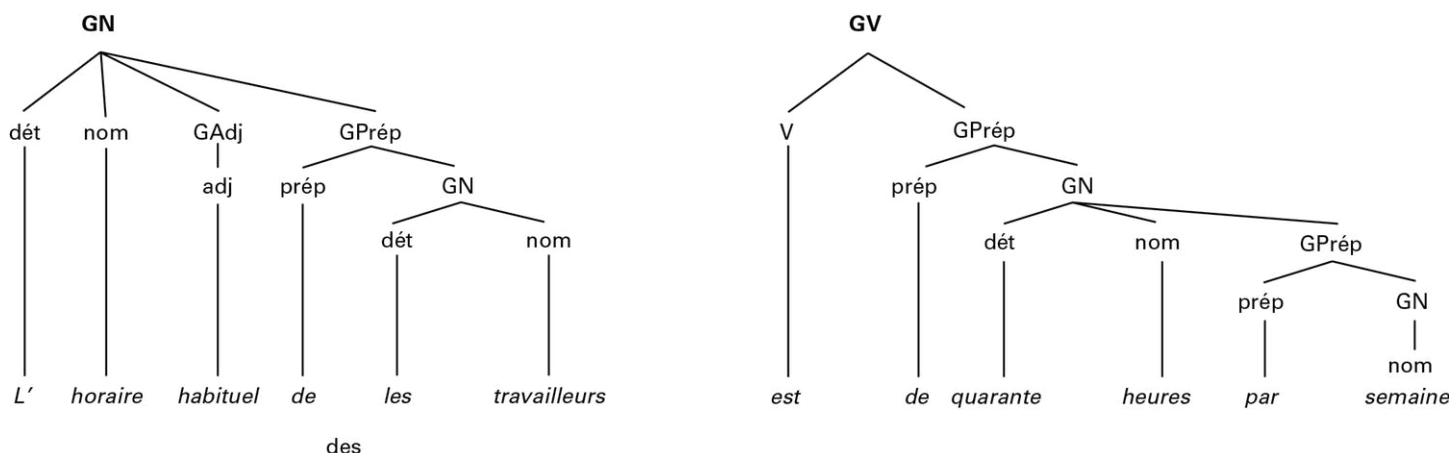 GN GV
dét nom GAdj GPrép V GPrép
adj prép GN prép GN
dét nom dét nom GPrép
prép GN
nom
L' horaire habituel de les travailleurs est de quarante heures par semaine
des